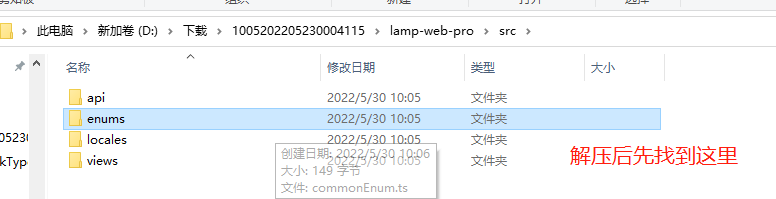 组织
此电脑 > 新加卷 (D:) > 下载 > 1005202205230004115 > lamp-web-pro > src >
名称 修改日期 类型 大小
api 2022/5/30 10:05 文件夹
enums 2022/5/30 10:05 文件夹
locales 2022/5/30 10:05 文件夹
views 2022/5/30 10:05 文件夹
创建日期: 2022/5/30 10:06
大小: 149 字节
文件: commonEnum.ts
解压后先找到这里